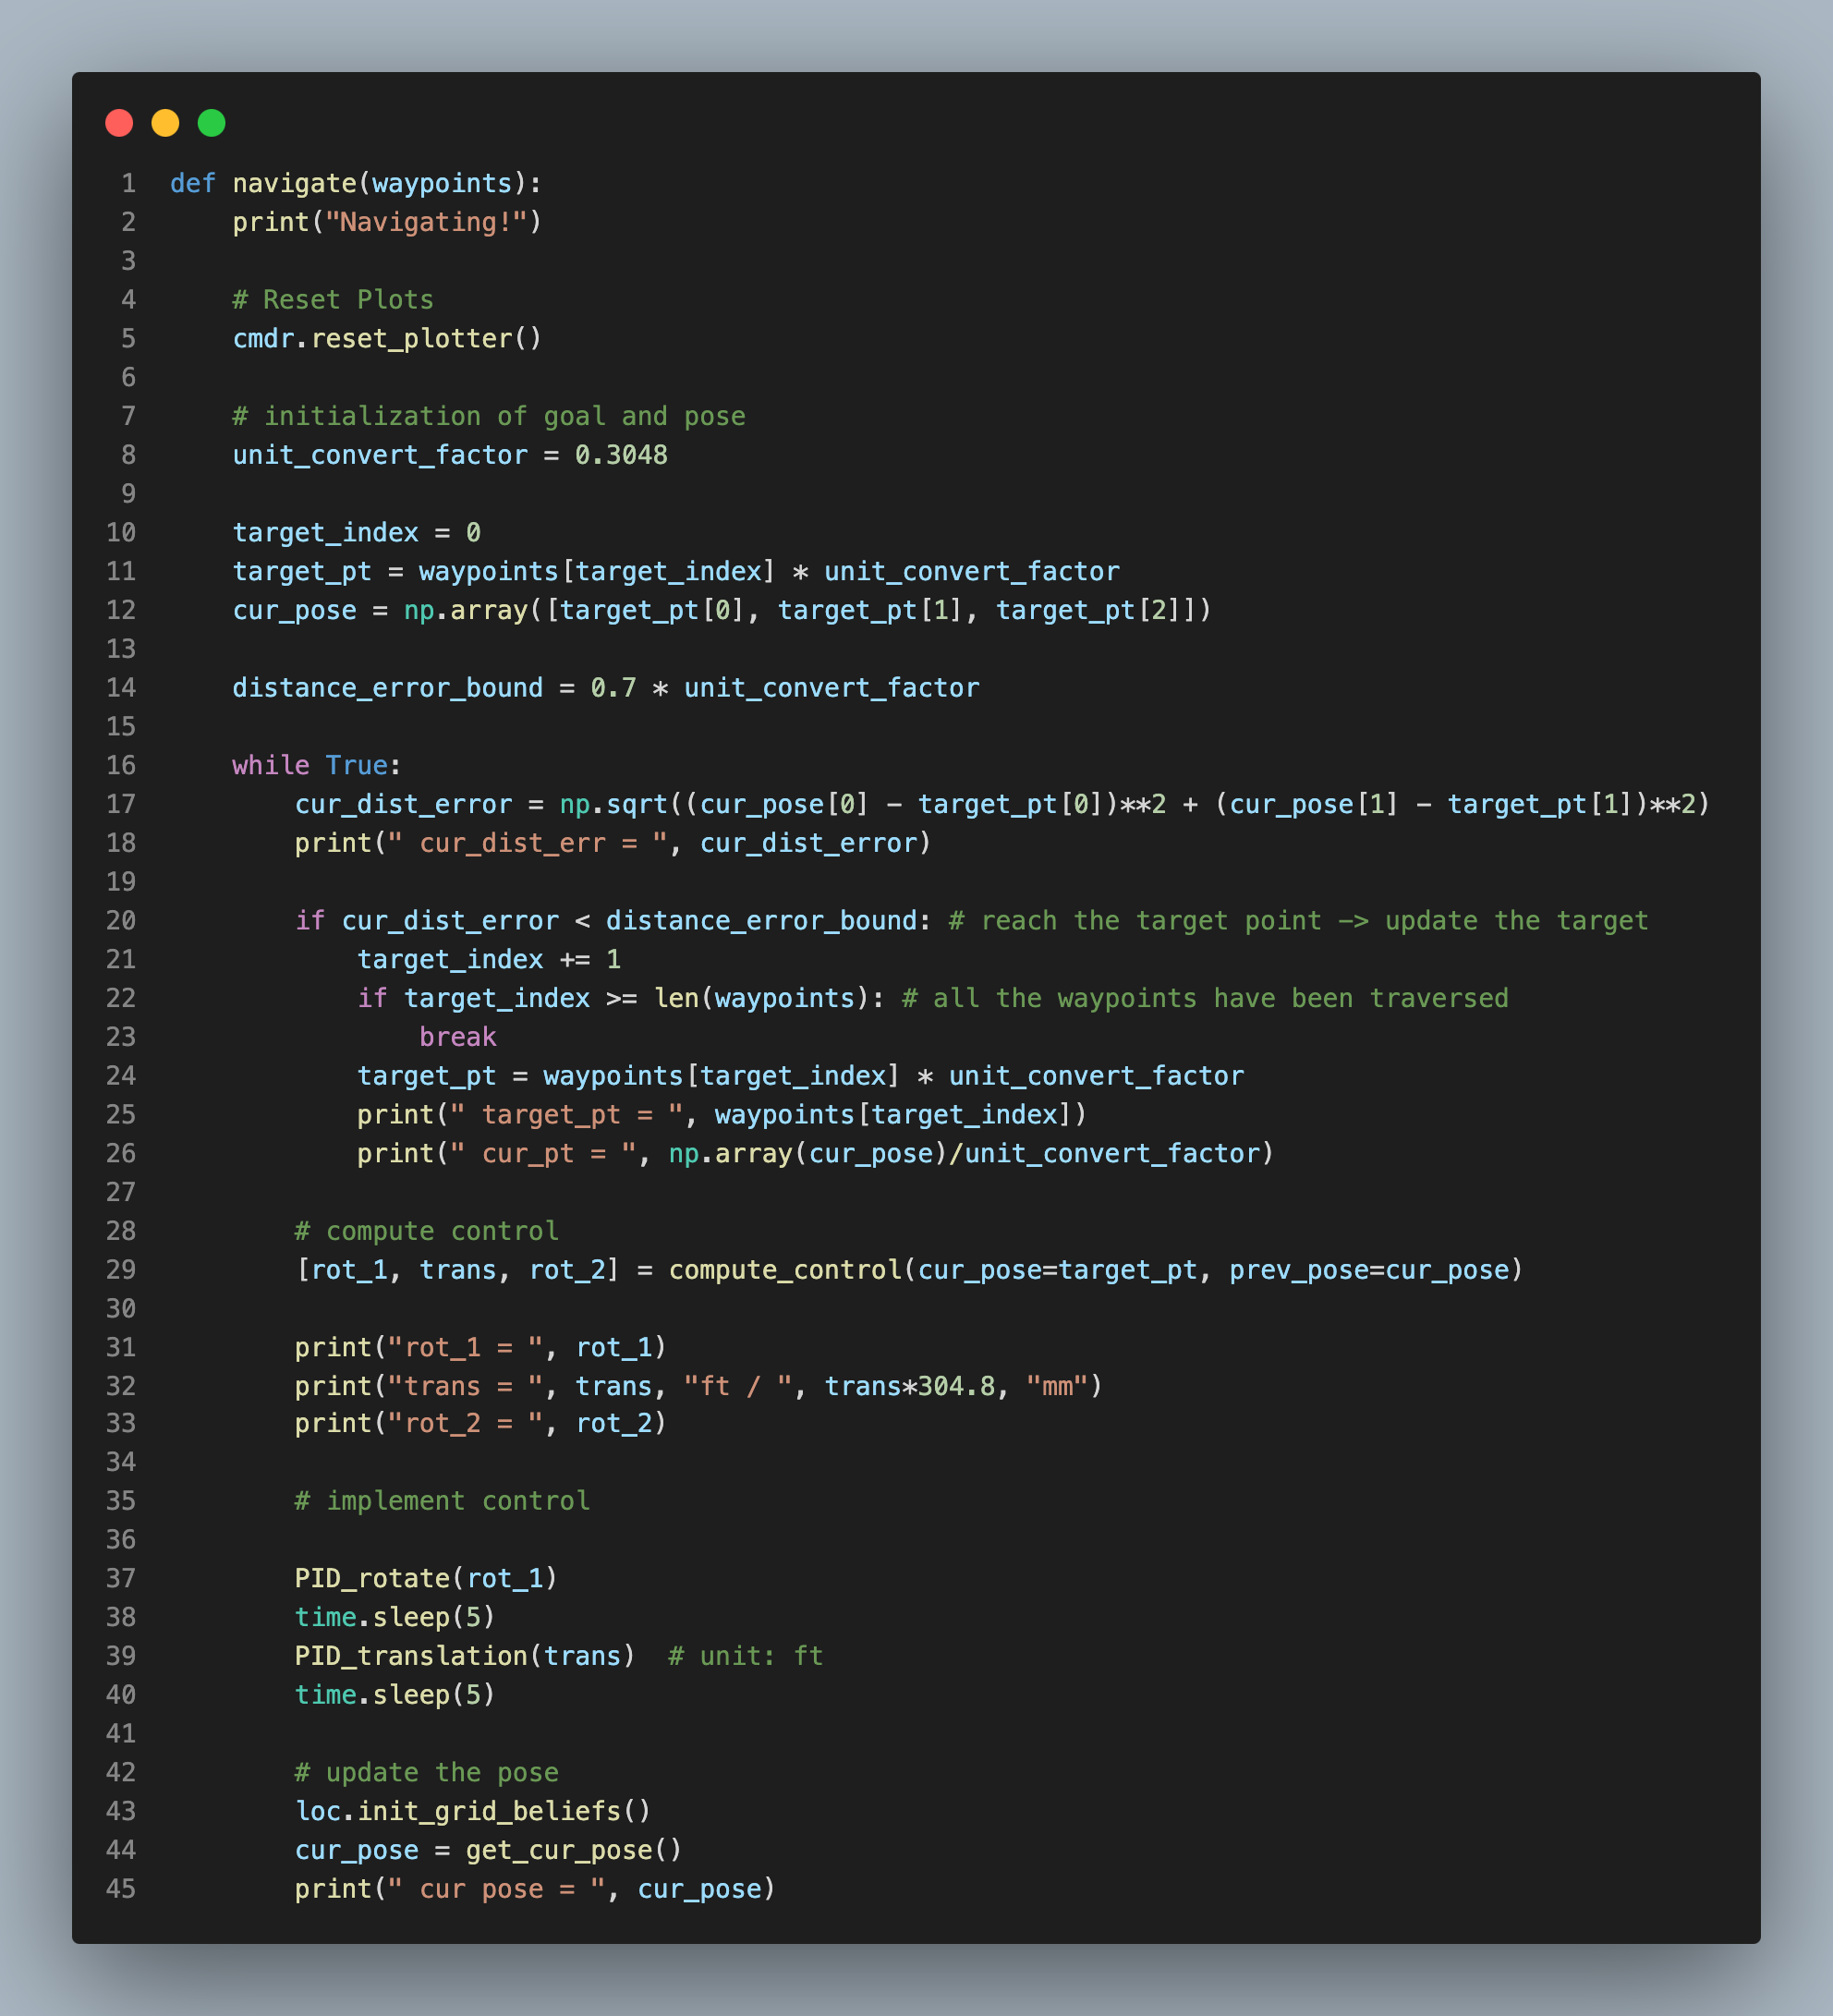 1 def navigate(waypoints):
2     print("Navigating!")
3
4     # Reset Plots
5     cmdr.reset_plotter()
6
7     # initialization of goal and pose
8     unit_convert_factor = 0.3048
9
10     target_index = 0
11     target_pt = waypoints[target_index] * unit_convert_factor
12     cur_pose = np.array([target_pt[0], target_pt[1], target_pt[2]])
13
14     distance_error_bound = 0.7 * unit_convert_factor
15
16     while True:
17         cur_dist_error = np.sqrt((cur_pose[0] - target_pt[0])**2 + (cur_pose[1] - target_pt[1])**2)
18         print(" cur_dist_err = ", cur_dist_error)
19
20         if cur_dist_error < distance_error_bound: # reach the target point -> update the target
21             target_index += 1
22             if target_index >= len(waypoints): # all the waypoints have been traversed
23                 break
24             target_pt = waypoints[target_index] * unit_convert_factor
25             print(" target_pt = ", waypoints[target_index])
26             print(" cur_pt = ", np.array(cur_pose)/unit_convert_factor)
27
28         # compute control
29         [rot_1, trans, rot_2] = compute_control(cur_pose=target_pt, prev_pose=cur_pose)
30
31         print("rot_1 = ", rot_1)
32         print("trans = ", trans, "ft / ", trans*304.8, "mm")
33         print("rot_2 = ", rot_2)
34
35         # implement control
36
37         PID_rotate(rot_1)
38         time.sleep(5)
39         PID_translation(trans)  # unit: ft
40         time.sleep(5)
41
42         # update the pose
43         loc.init_grid_beliefs()
44         cur_pose = get_cur_pose()
45         print(" cur pose = ", cur_pose)